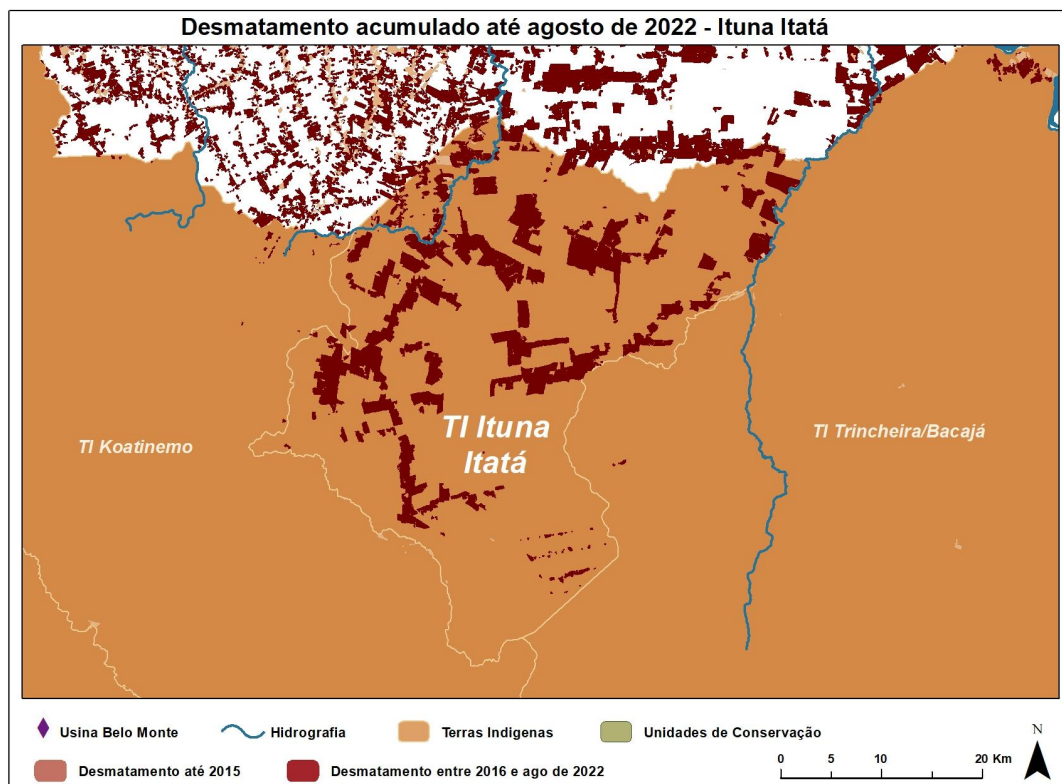 Desmatamento acumulado até agosto de 2022 - Ituna Itatá
TI Koatinemo
TI Ituna
Itatá
TI Trincheira/Bacajá
Usina Belo Monte
Hidrografia
Terras Indigenas
Unidades de Conservação
N
Desmatamento até 2015
Desmatamento entre 2016 e ago de 2022
0 5 10 20 Km